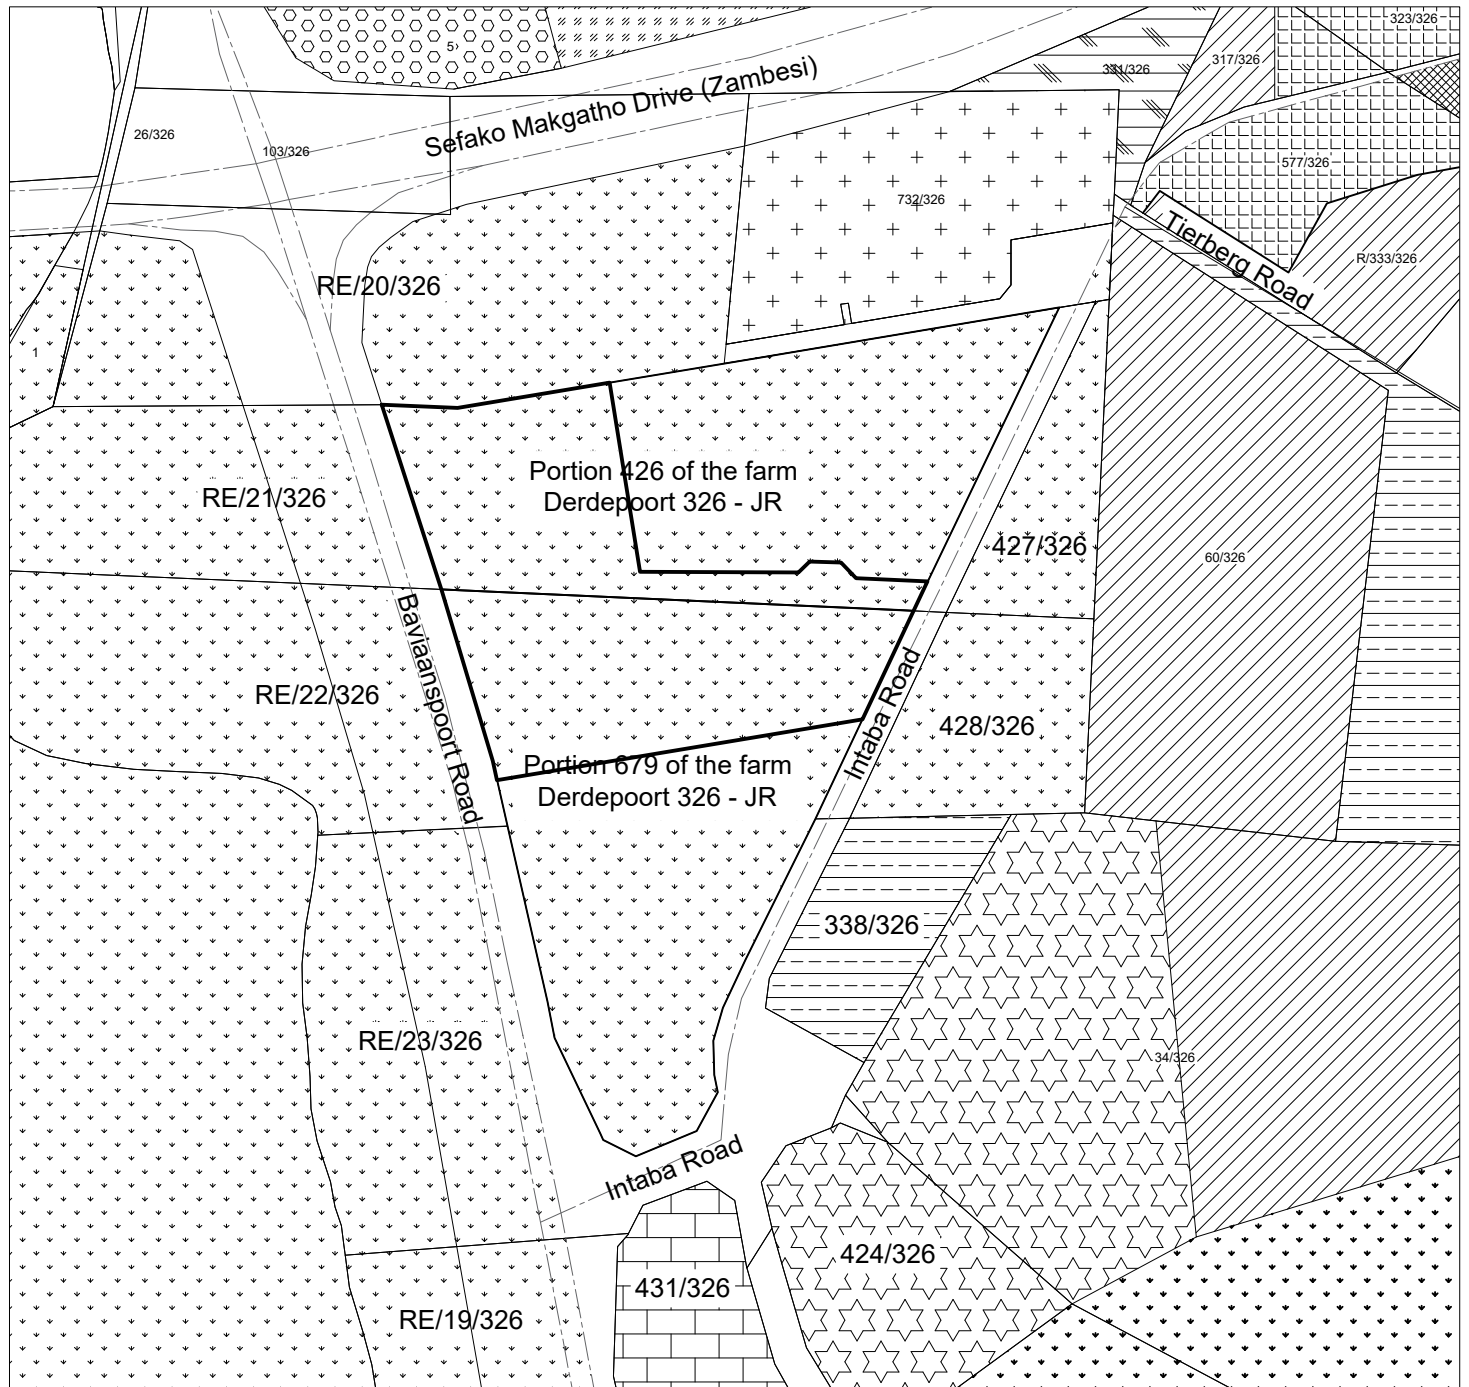 323/326
5
317/326
331/326
Sefako Makgatho Drive (Zambesi)
26/326
103/326
577/326
732/326
Tierberg Road
R/333/326
RE/20/326
1
Portion 426 of the farm
Derdepoort 326 - JR
RE/21/326
427/326
60/326
Baviaanspoort Road
RE/22/326
Intaba Road
428/326
Portion 679 of the farm
Derdepoort 326 - JR
338/326
RE/23/326
34/326
Intaba Road
424/326
431/326
RE/19/326